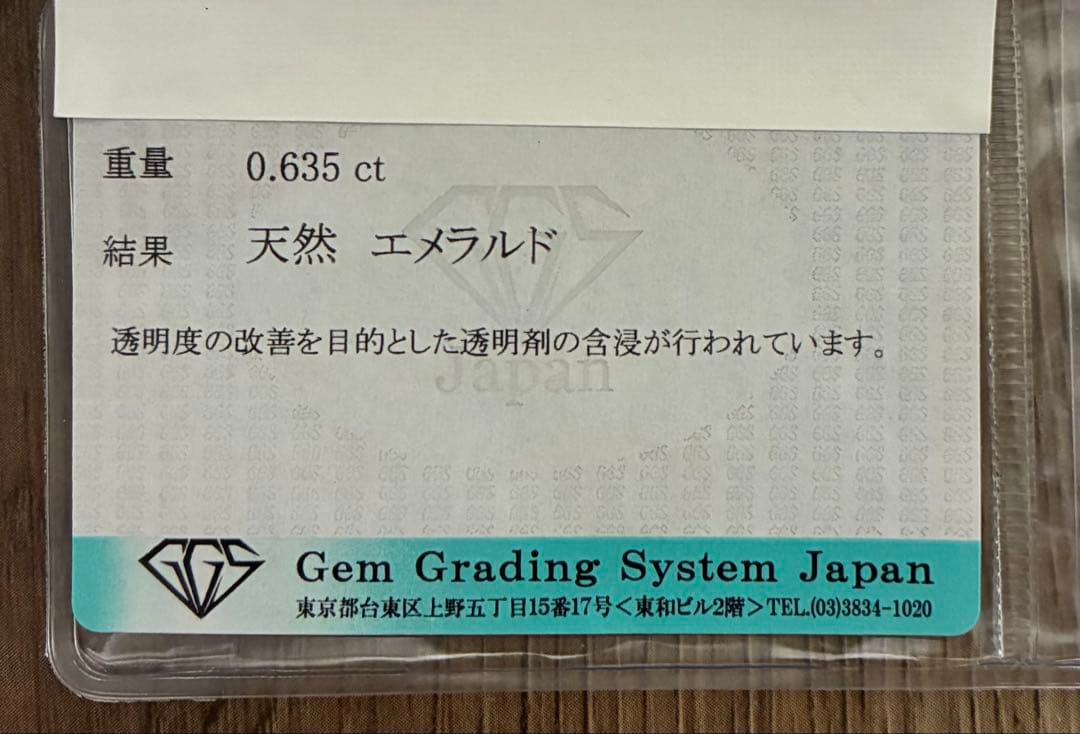 重量 0.635 ct
結果 天然 エメラルド
透明度の改善を目的とした透明剤の含浸が行われています。
Japan
GGS Gem Grading System Japan
東京都台東区上野五丁目15番17号＜東和ビル2階＞TEL.(03)3834-1020